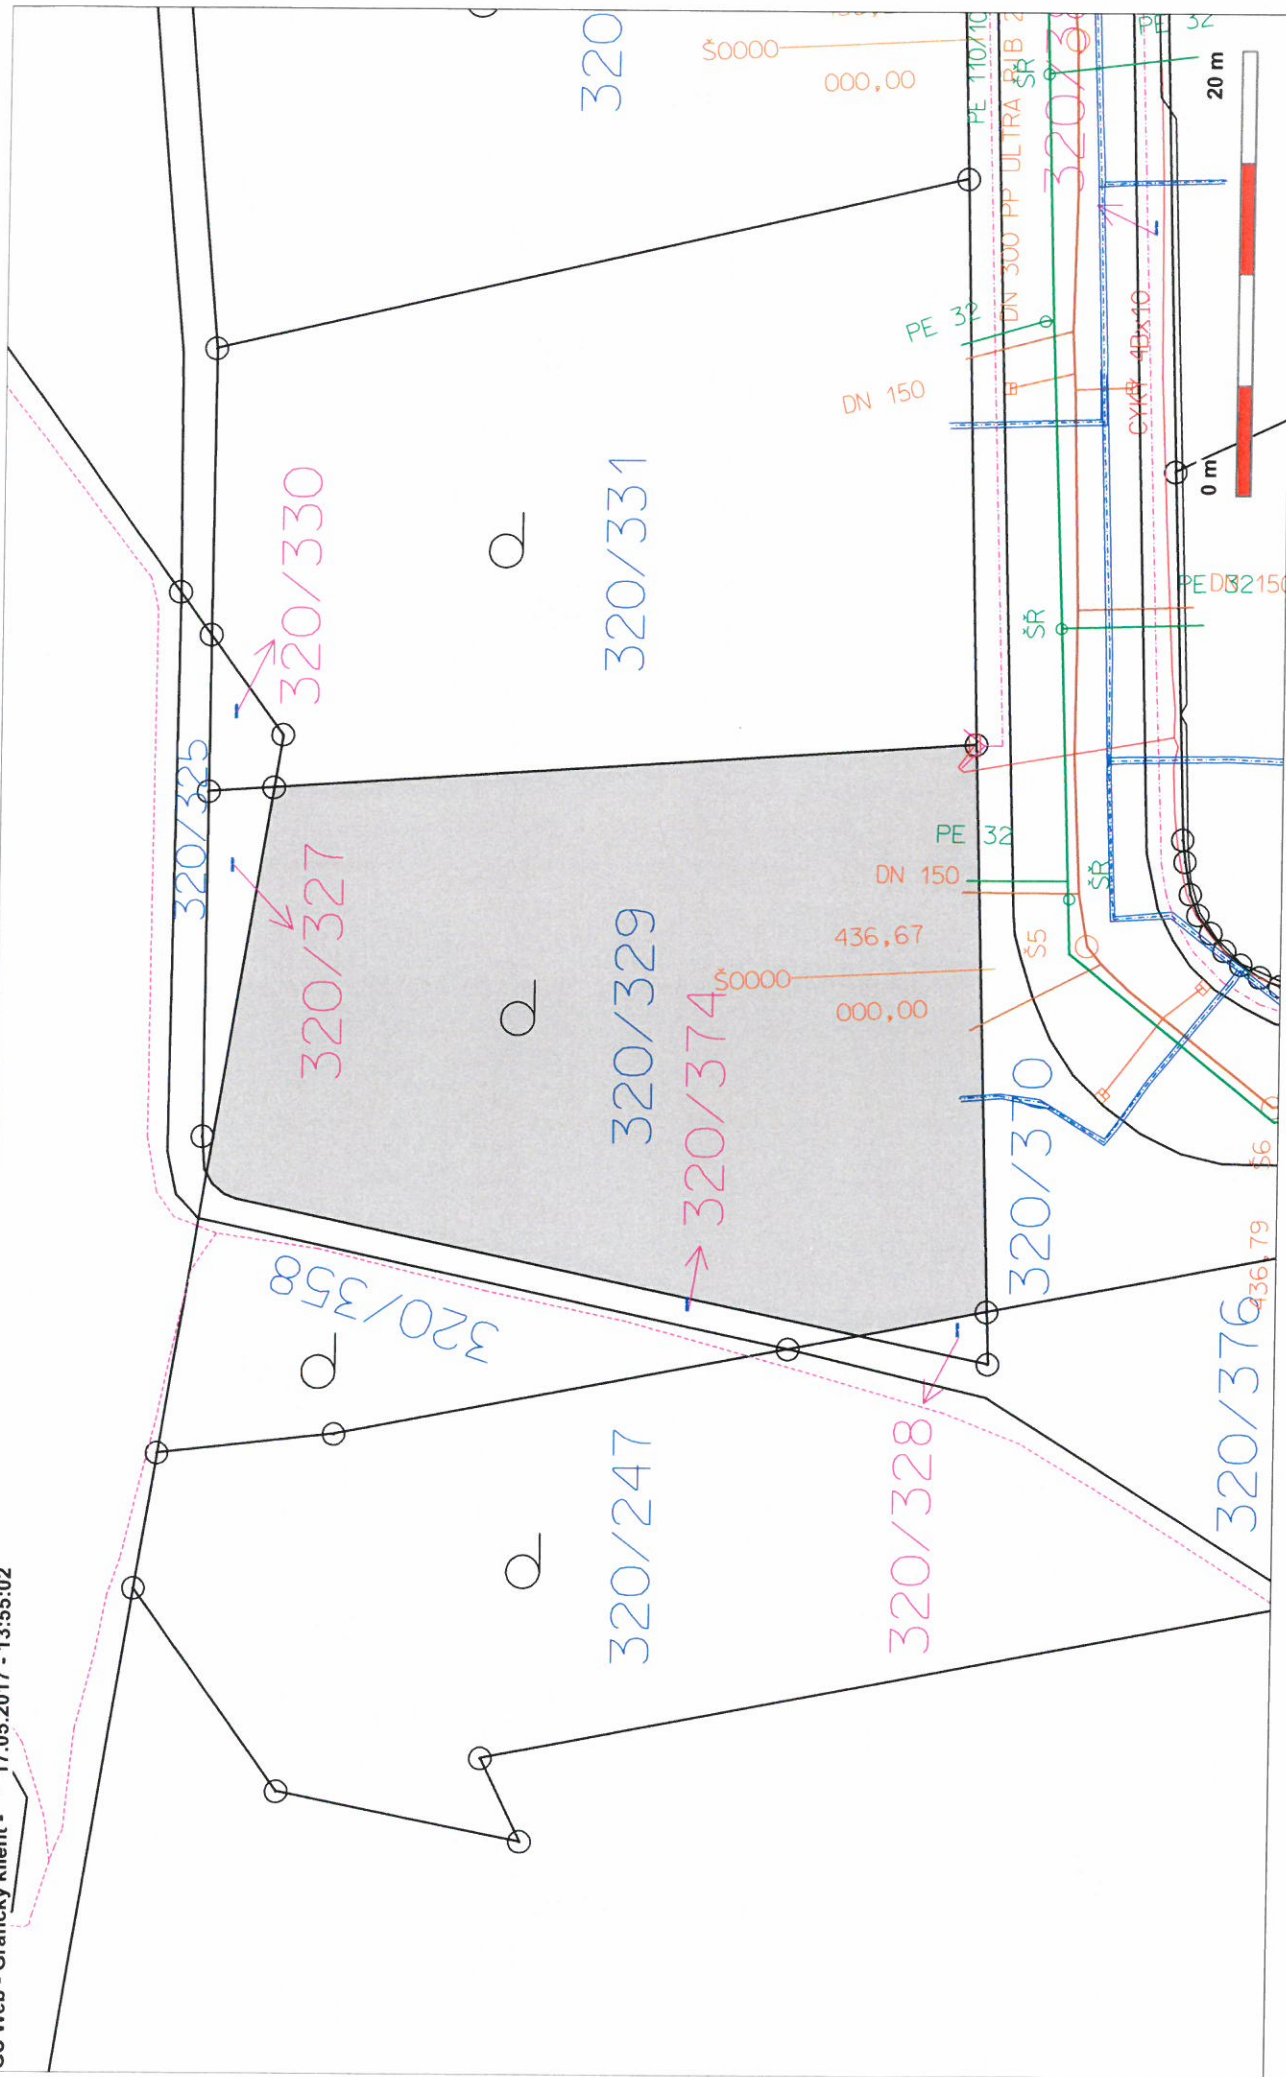 17.05.2017 - 13:55:02
320
Š0000
000,00
PE 110/10
ŠR
PE 32
20 m
0 m
PE 32
DN 300 PP ULTRA RIB 2
DN 150
CYKY 4Bx10
320/330
320/331
ŠR
320/325
320/327
320/329
PE 32
DN 150
ŠR
436,67
Š5
Š0000
000,00
320/374
320/370
320/358
Š6
436,79
320/376
320/247
320/328